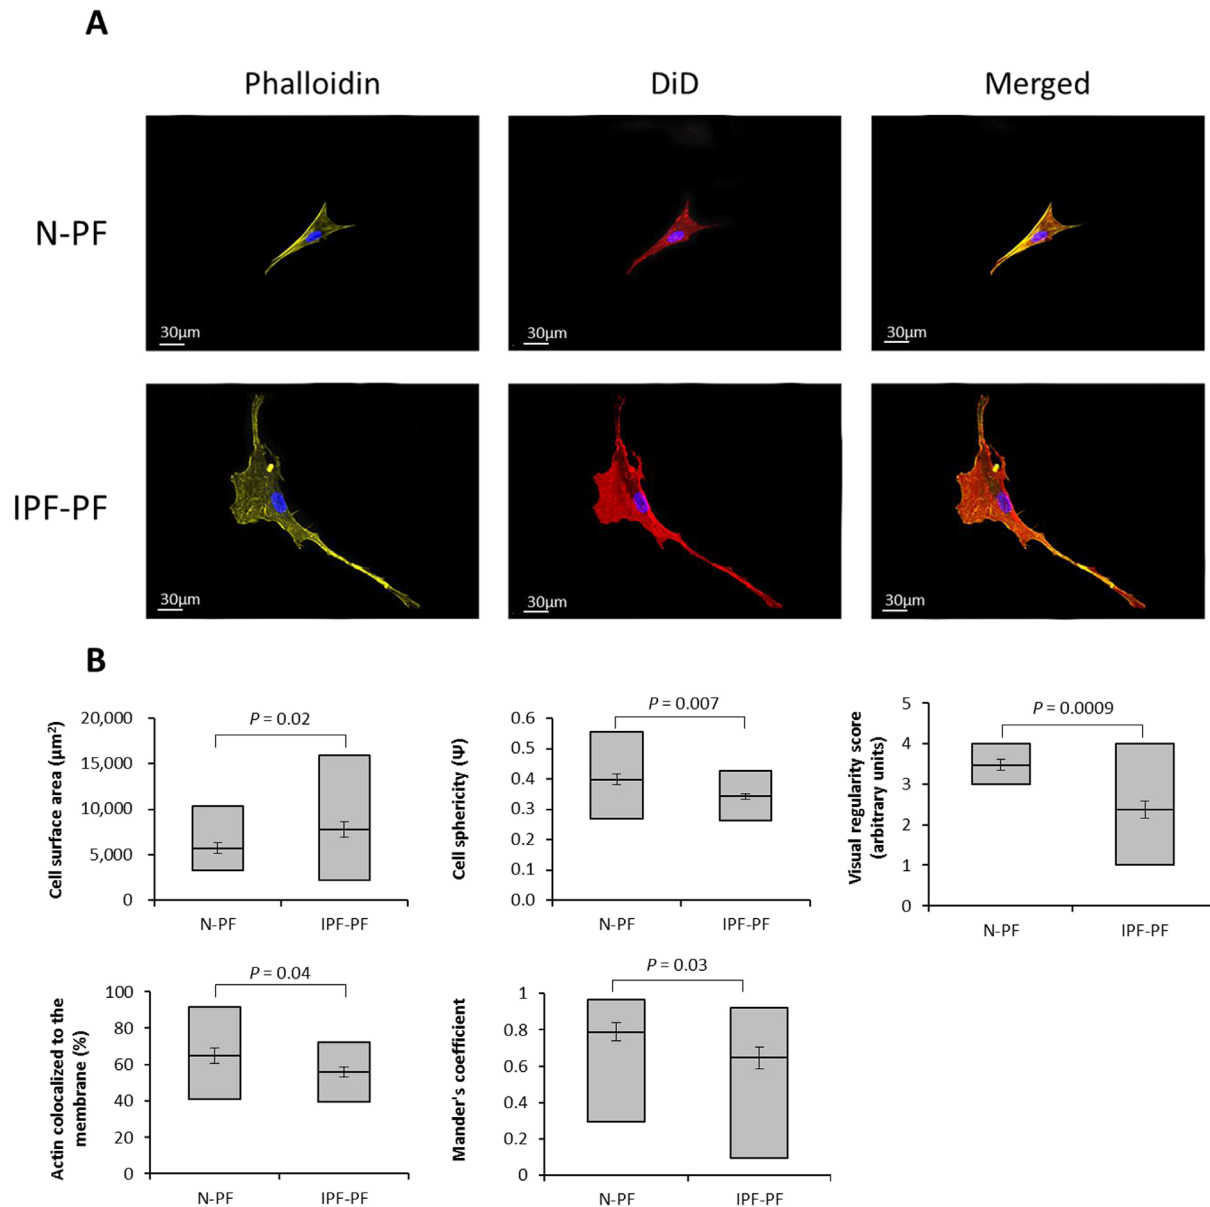 A
Phalloidin
DiD
Merged
N-PF
30µm
30µm
30µm
IPF-PF
30µm
30µm
30µm
B
Cell surface area (µm²)
20,000
15,000
10,000
5,000
0
P = 0.02
N-PF
IPF-PF
Cell sphericity (Ψ)
0.6
0.5
0.4
0.3
0.2
0.1
0.0
P = 0.007
N-PF
IPF-PF
Visual regularity score
(arbitrary units)
5
4
3
2
1
0
P = 0.0009
N-PF
IPF-PF
Actin colocalized to the
membrane (%)
100
80
60
40
20
0
P = 0.04
N-PF
IPF-PF
Mander's coefficient
1
0.8
0.6
0.4
0.2
0
P = 0.03
N-PF
IPF-PF